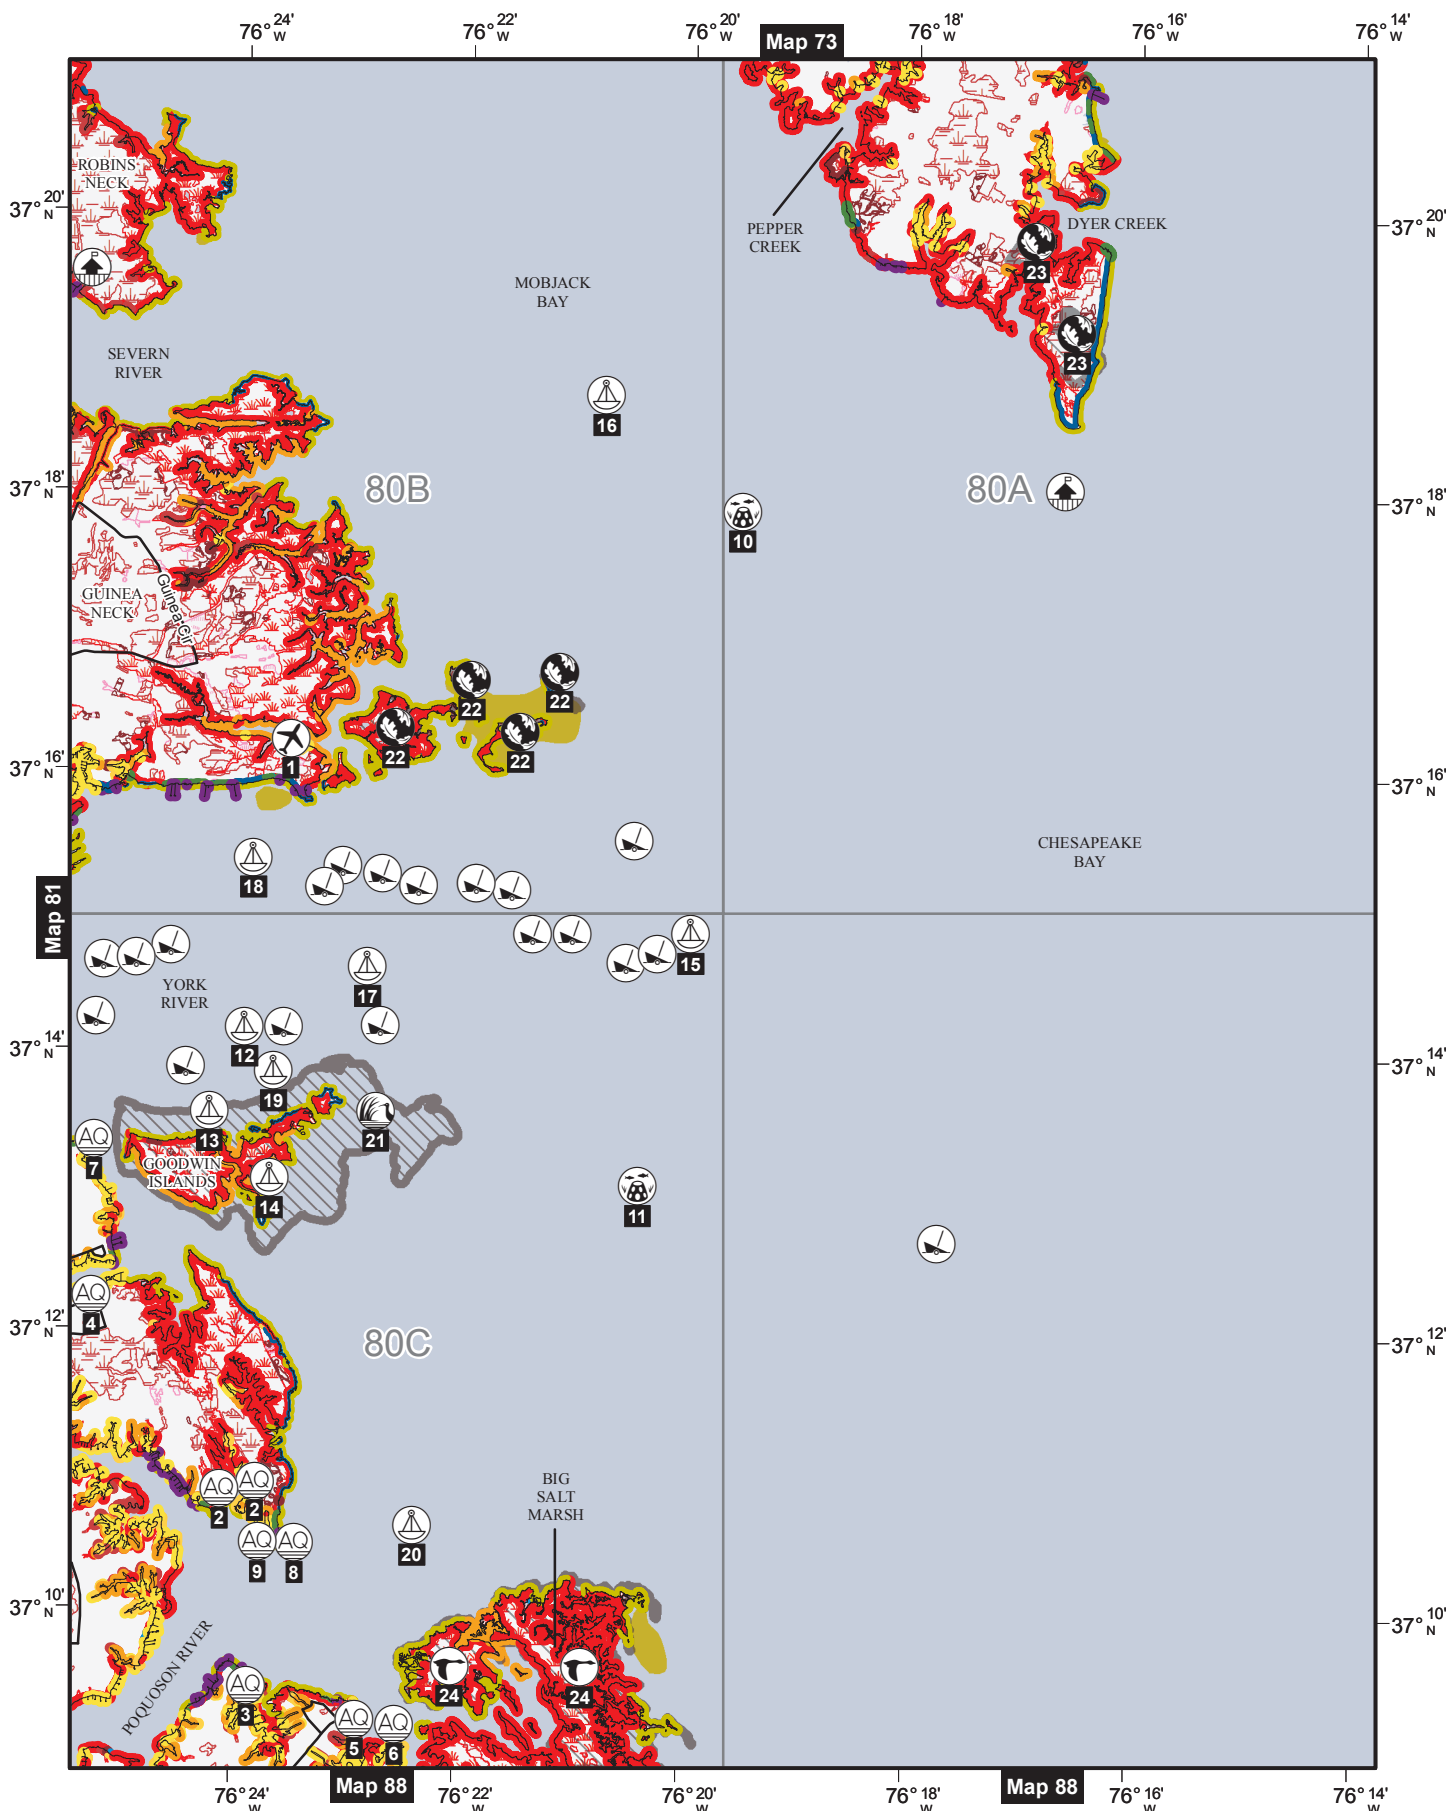 76° 24' W
76° 22' W
76° 20' W
76° 18' W
76° 16' W
76° 14' W
Map 73
ROBINS
NECK
37° 20' N
37° 20' N
PEPPER
CREEK
DYER CREEK
23
MOBJACK
BAY
SEVERN
RIVER
23
16
37° 18' N
80B
80A
37° 18' N
10
GUINEA
NECK
Guinea Cir
22
22
22
22
1
37° 16' N
37° 16' N
CHESAPEAKE
BAY
18
Map 81
15
YORK
RIVER
17
12
37° 14' N
37° 14' N
19
13
21
AQ
7
GOODWIN
ISLANDS
14
11
AQ
4
37° 12' N
80C
37° 12' N
AQ
2
AQ
2
BIG
SALT
MARSH
AQ
9
AQ
8
20
37° 10' N
37° 10' N
POQUOSON RIVER
AQ
3
24
24
AQ
5
AQ
6
Map 88
Map 88
76° 24' W
76° 22' W
76° 20' W
76° 18' W
76° 16' W
76° 14' W